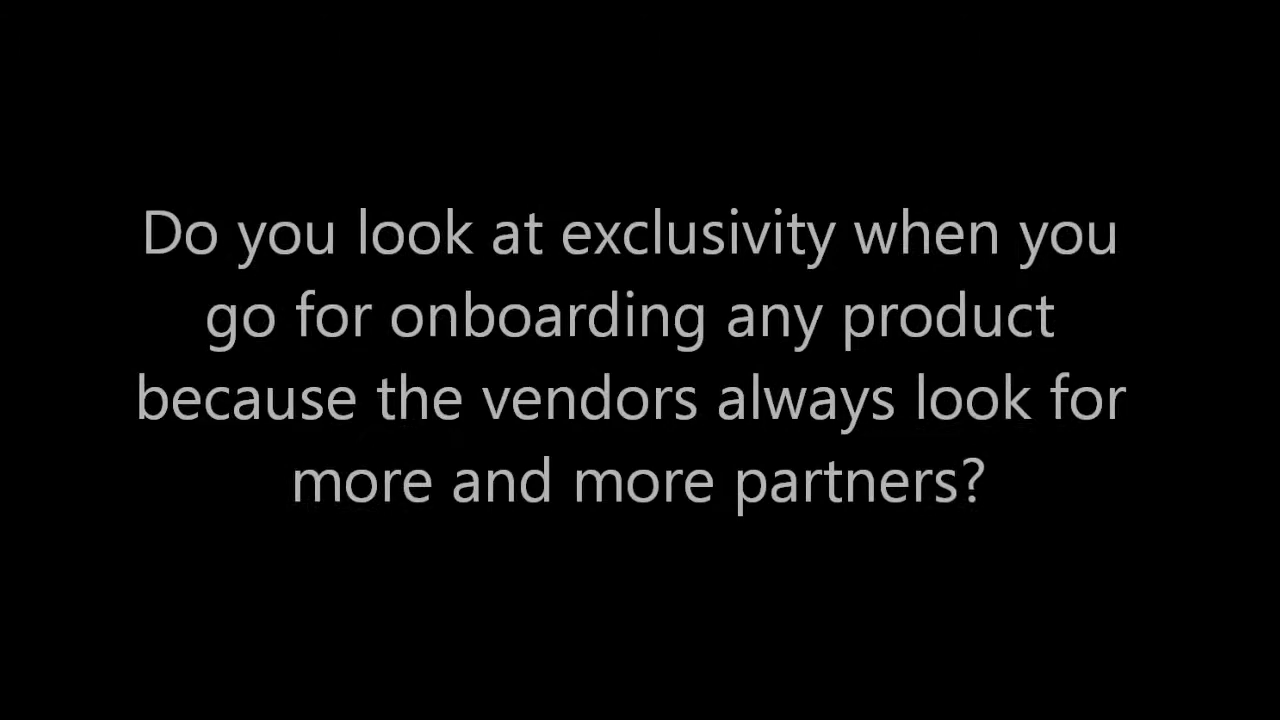 Do you look at exclusivity when you
go for onboarding any product
because the vendors always look for
more and more partners?